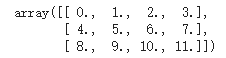 array([[ 0.,  1.,  2.,  3.],
       [ 4.,  5.,  6.,  7.],
       [ 8.,  9., 10., 11.]])